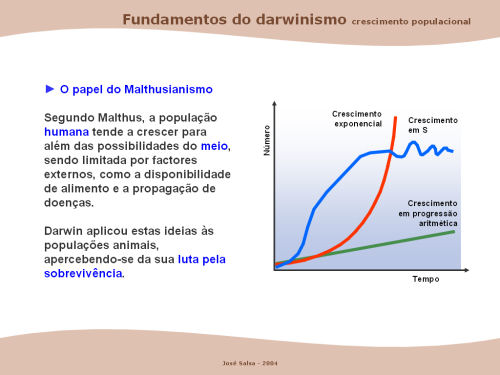 Fundamentos do darwinismo crescimento populacional
O papel do Malthusianismo
Segundo Malthus, a população
humana tende a crescer para
além das possibilidades do meio,
sendo limitada por factores
externos, como a disponibilidade
de alimento e a propagação de
doenças.
Darwin aplicou estas ideias às
populações animais,
apercebendo-se da sua luta pela
sobrevivência.
Número
Crescimento
exponencial
Crescimento
em S
Crescimento
em progressão
aritmética
Tempo
José Salsa - 2004